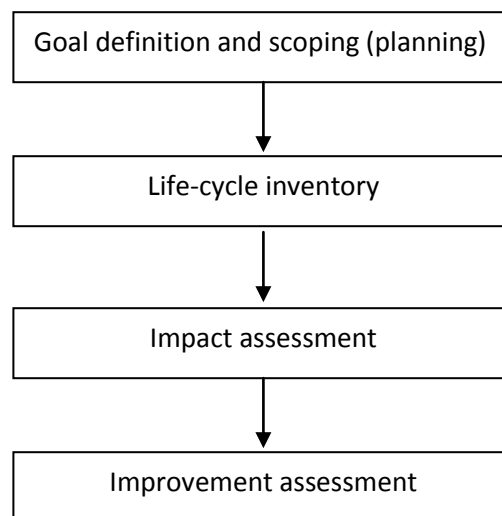 Goal definition and scoping (planning)
Life-cycle inventory
Impact assessment
Improvement assessment